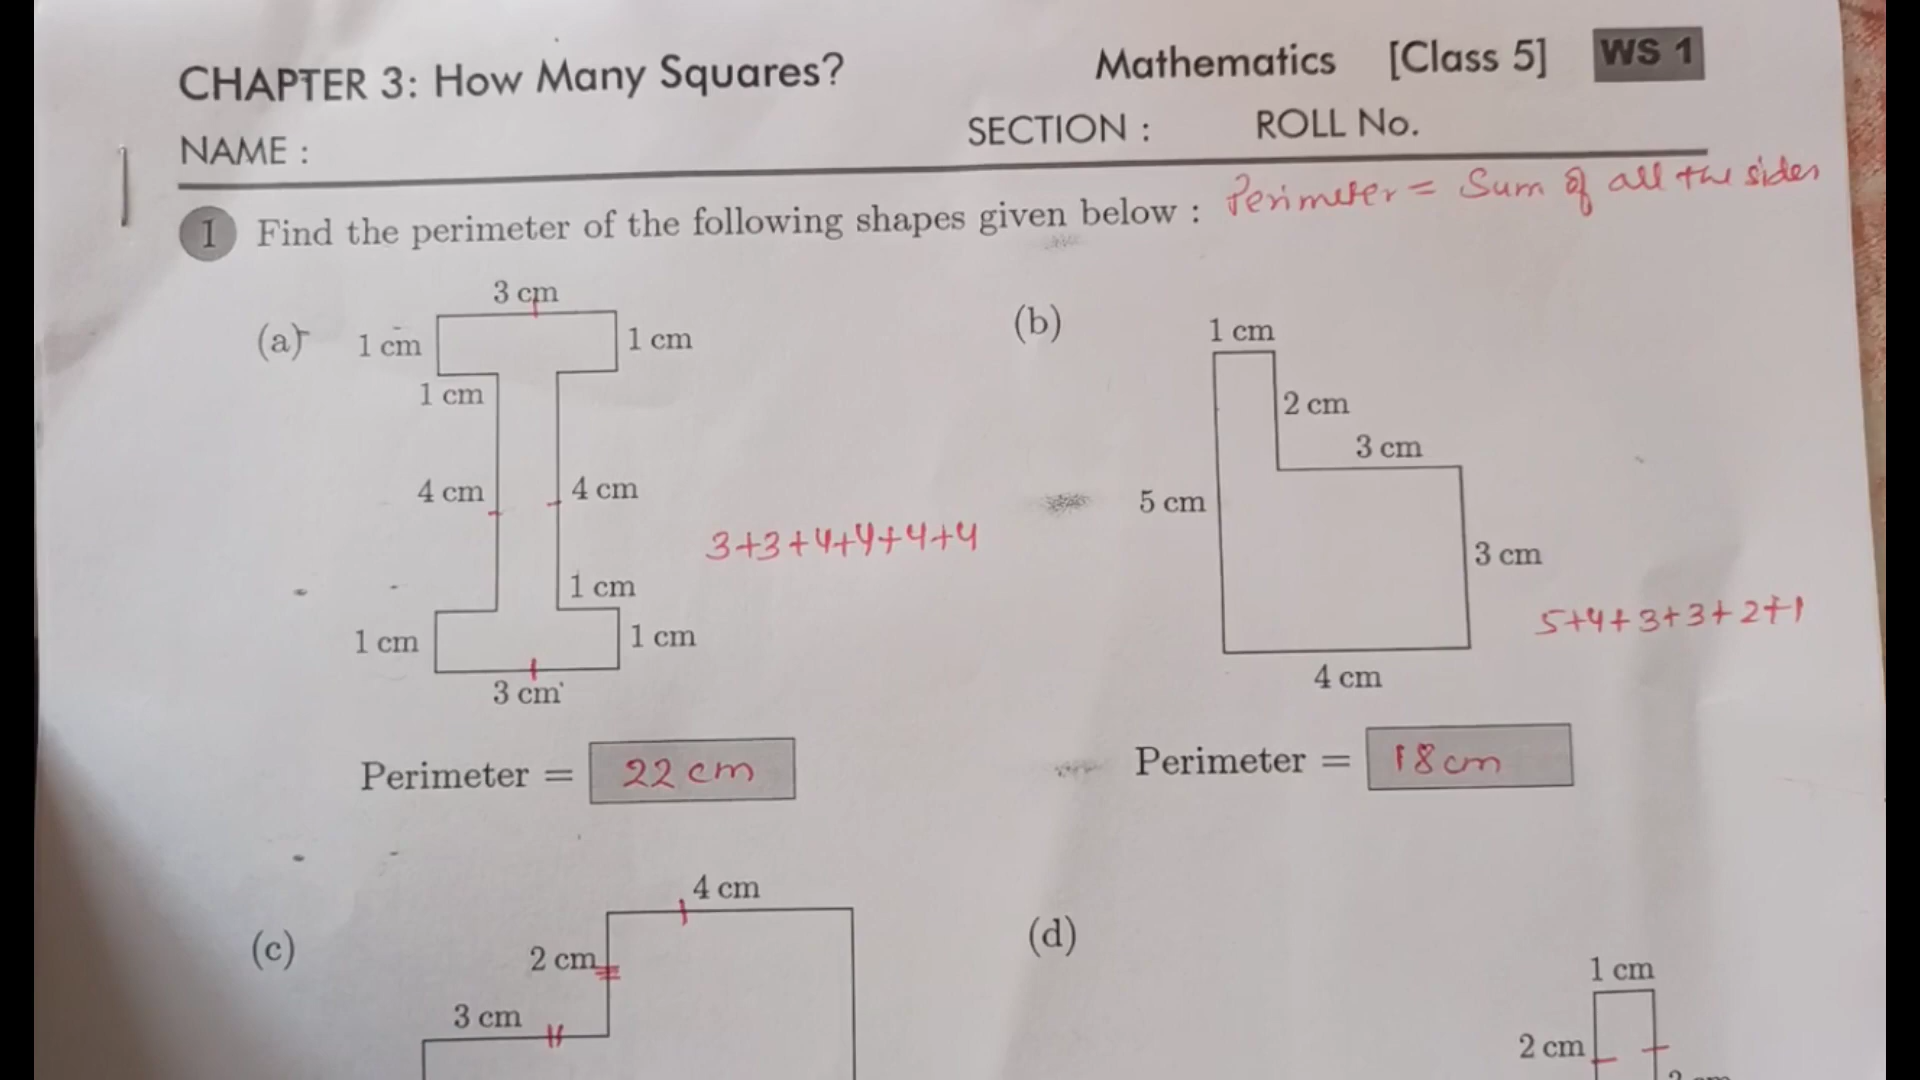 CHAPTER 3: How Many Squares? Mathematics [Class 5] WS 1
NAME : SECTION : ROLL No.
1 Find the perimeter of the following shapes given below : Perimeter = Sum of all the sides
(a)
3 cm
1 cm
1 cm
1 cm
4 cm
4 cm
3+3+4+4+4+4
1 cm
1 cm
1 cm
3 cm
Perimeter = 22 cm
(b)
1 cm
2 cm
3 cm
5 cm
3 cm
5+4+3+3+2+1
4 cm
Perimeter = 18 cm
(c)
4 cm
2 cm
3 cm
(d)
1 cm
2 cm